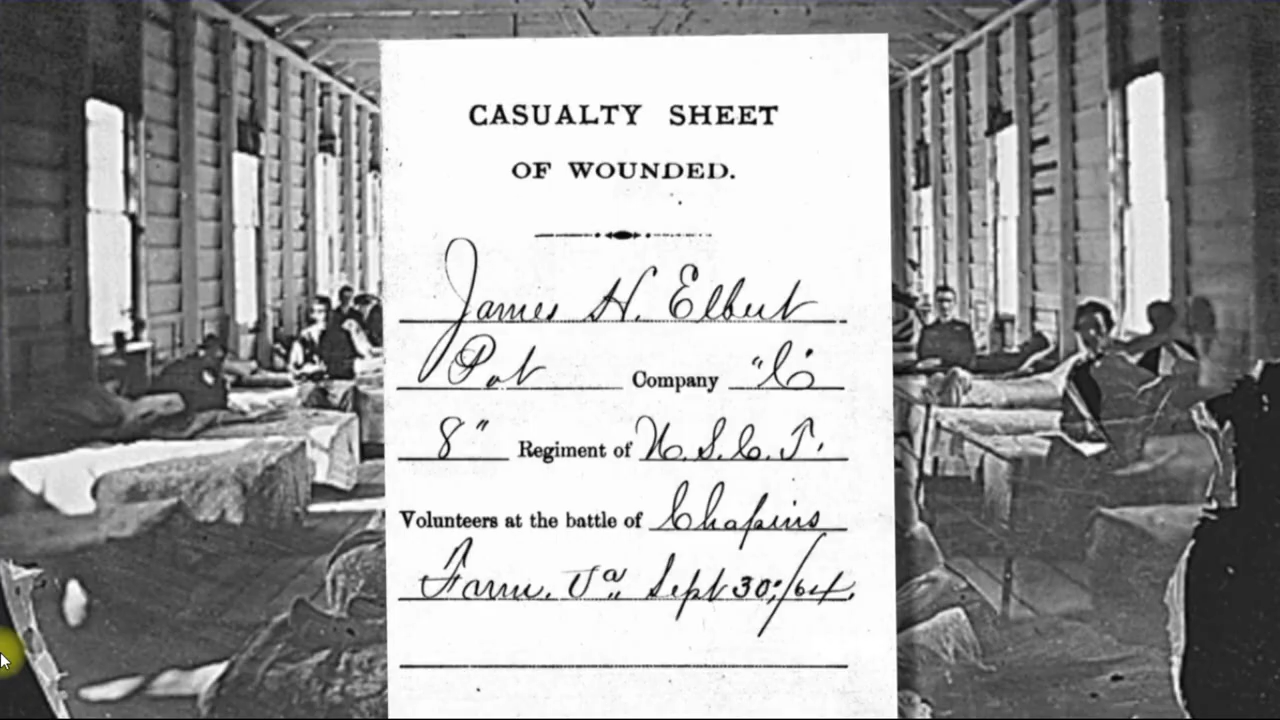 CASUALTY SHEET
OF WOUNDED.
James H. Elbert
Pvt Company "C"
8" Regiment of U.S.C.T.
Volunteers at the battle of Chapins
Farm. Va Sept 30"/64.